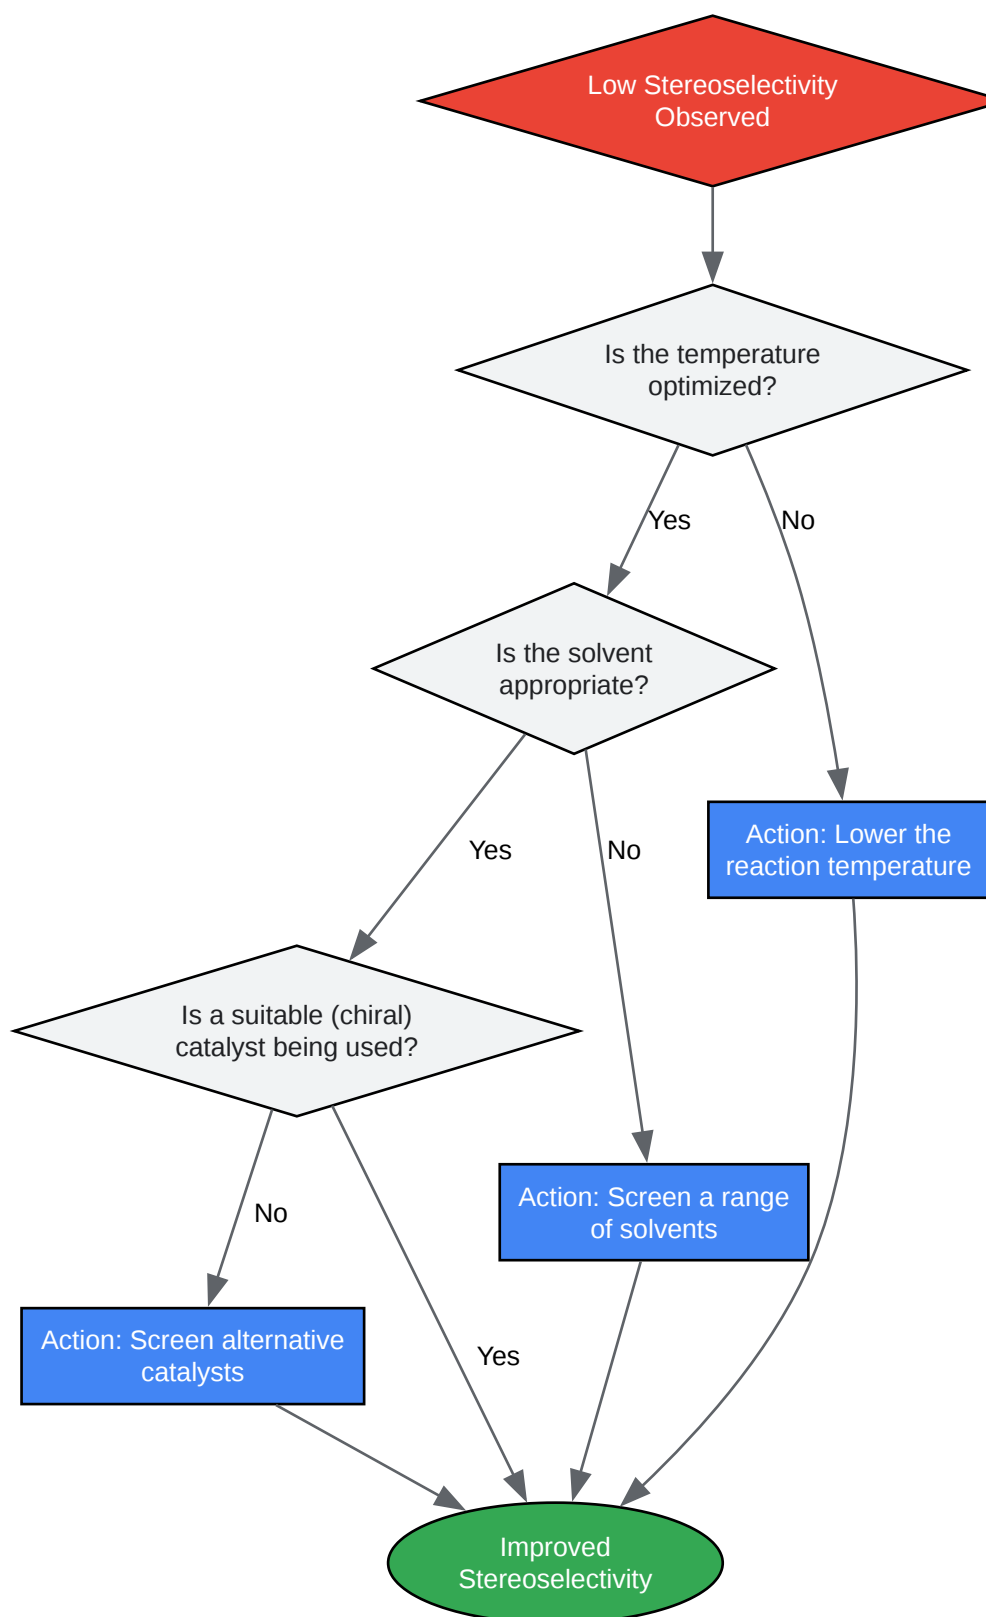 Low Stereoselectivity
Observed
Is the temperature
optimized?
Yes
No
Is the solvent
appropriate?
Action: Lower the
reaction temperature
Yes
No
Is a suitable (chiral)
catalyst being used?
Action: Screen a range
of solvents
No
Action: Screen alternative
catalysts
Yes
Improved
Stereoselectivity